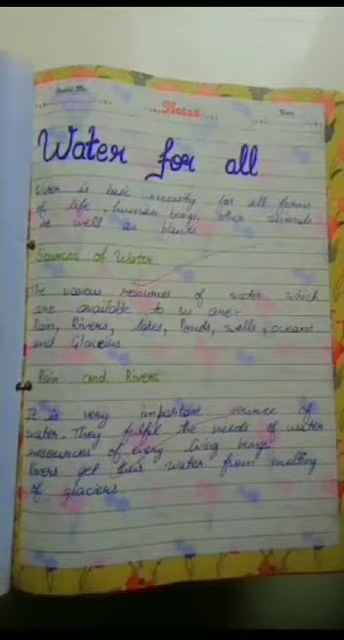 Notes
Water for all
Water is basic necessity for all forms
of life, human beings, other animals
as well as plants
Sources of Water
The various resources of water which
are available to us are:
Rain, Rivers, lakes, Ponds, wells, oceans
and Glaciers.
Rain and Rivers
It is very important source of
water. They fulfil the needs of water
resources of every living beings
Rivers get their water from melting
of glaciers